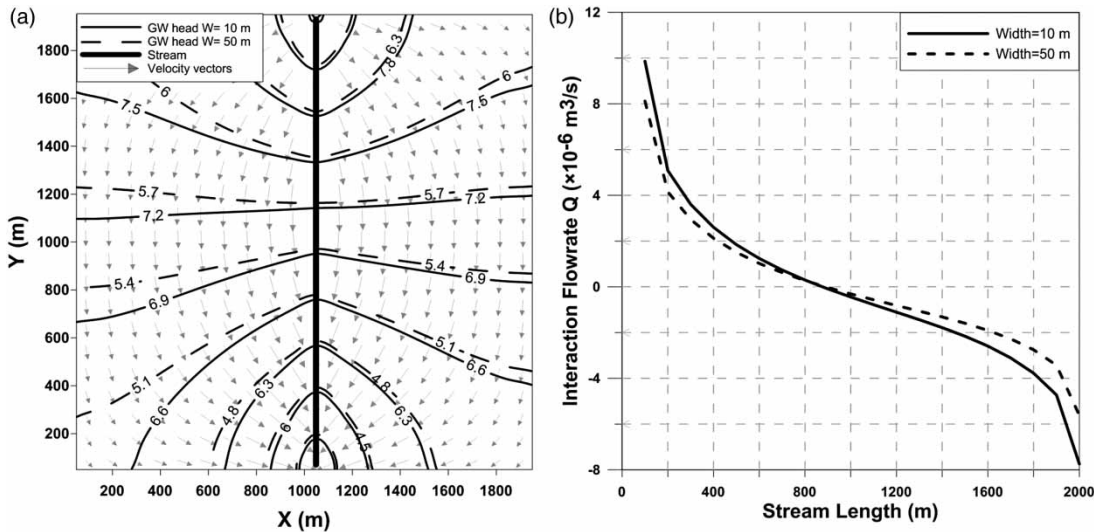 (a)
GW head W= 10 m
GW head W= 50 m
Stream
Velocity vectors
1800
1600
1400
1200
1000
800
600
400
200
Y (m)
200 400 600 800 1000 1200 1400 1600 1800
X (m)
6.3
7.8
6
6
7.5
7.5
5.7
5.7
7.2
7.2
5.4
5.4
6.9
6.9
5.1
5.1
6.6
6.6
4.8
4.8
6.3
6.3
6
4.5
(b)
Width=10 m
Width=50 m
12
8
4
0
-4
-8
Interaction Flowrate Q (×10-6 m3/s)
0 400 800 1200 1600 2000
Stream Length (m)